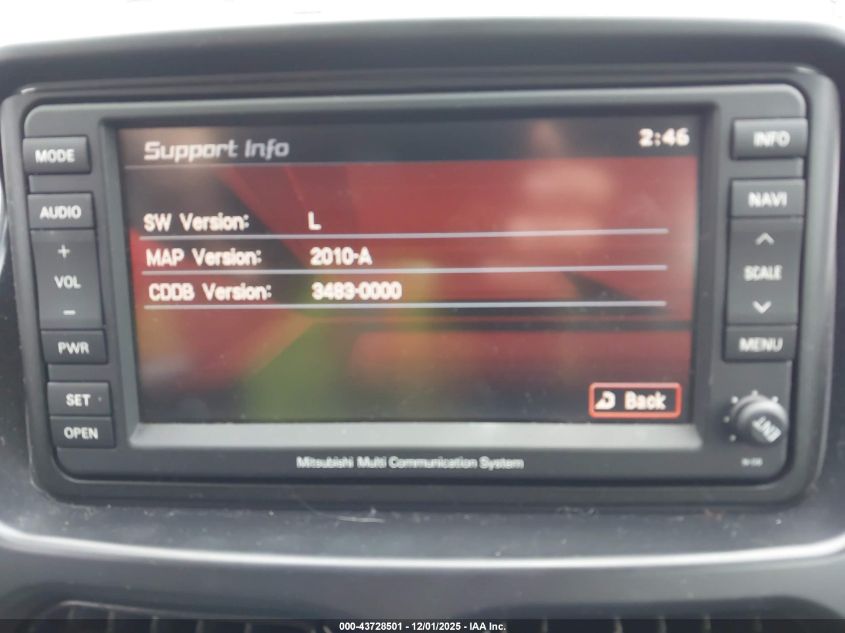 Support Info 2:46
MODE
INFO
AUDIO
NAVI
SW Version: L
+
VOL
−
SCALE
MAP Version: 2010-A
CDDB Version: 3483-0000
PWR
MENU
SET
Back
OPEN
ENT
Mitsubishi Multi Communication System
000-43728501 - 12/01/2025 - IAA Inc.